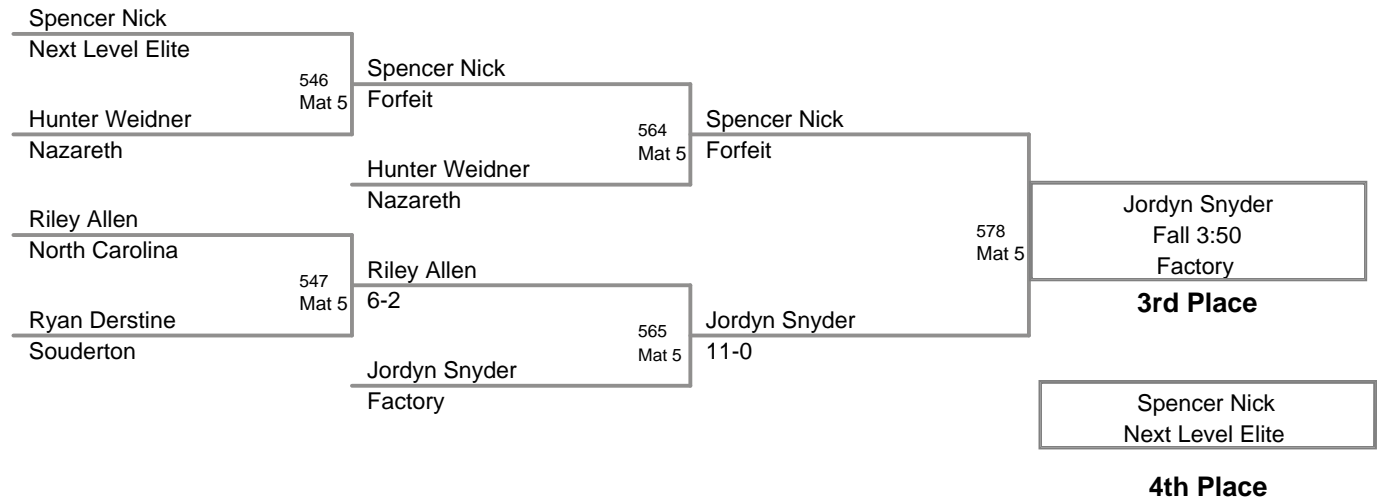 Spencer Nick
Next Level Elite
546
Mat 5
Hunter Weidner
Nazareth
Riley Allen
North Carolina
547
Mat 5
Ryan Derstine
Souderton
Spencer Nick
Forfeit
564
Mat 5
Hunter Weidner
Nazareth
Riley Allen
6-2
565
Mat 5
Jordyn Snyder
Factory
Spencer Nick
Forfeit
578
Mat 5
Jordyn Snyder
11-0
Jordyn Snyder
Fall 3:50
Factory
3rd Place
Spencer Nick
Next Level Elite
4th Place